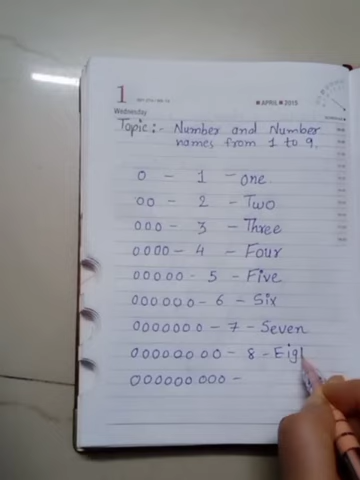 1
Wednesday
APRIL 2015
Topic:- Number and Number
names from 1 to 9.
0 - 1 - one
00 - 2 - Two
000 - 3 - Three
0000 - 4 - Four
00000 - 5 - Five
000000 - 6 - Six
0000000 - 7 - Seven
00000000 - 8 - Eigl
000000000 -